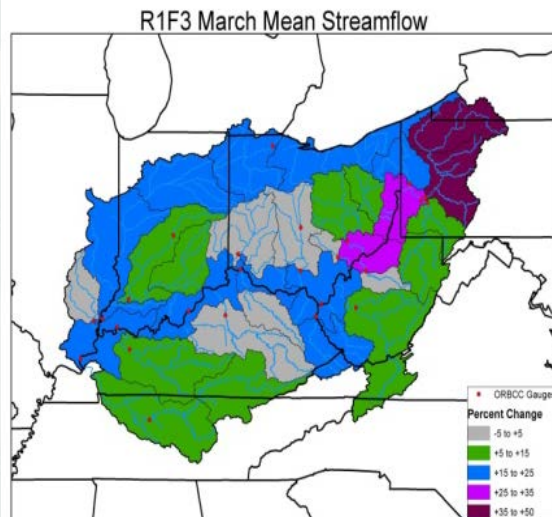 R1F3 March Mean Streamflow
ORBCC Gauges
Percent Change
-5 to +5
+5 to +15
+15 to +25
+25 to +35
+35 to +50